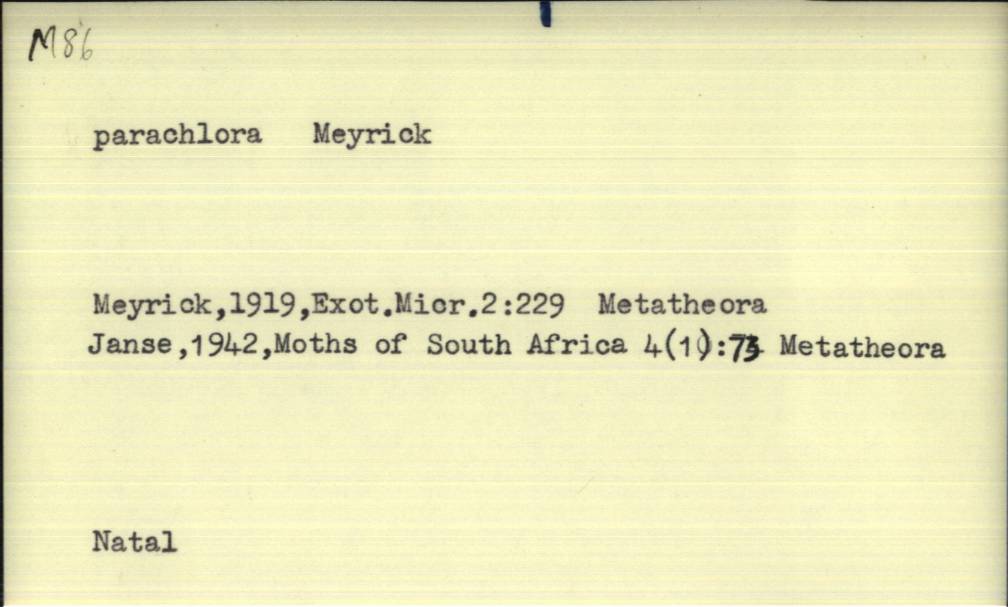 M86
parachlora Meyrick
Meyrick,1919,Exot.Micr.2:229 Metatheora
Janse,1942,Moths of South Africa 4(1):73 Metatheora
Natal